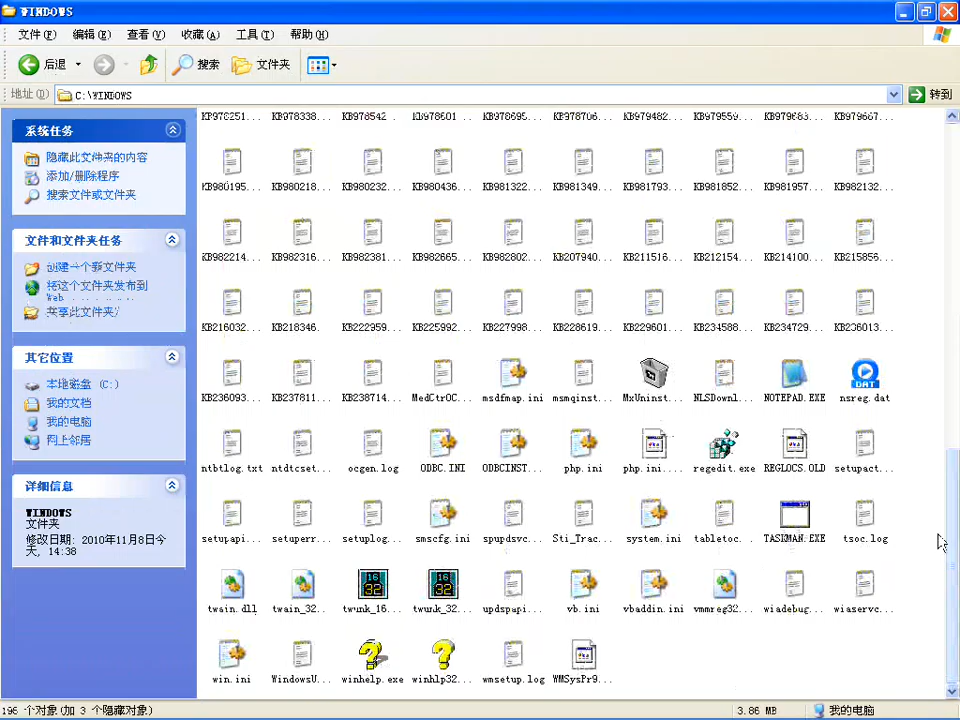 WINDOWS
文件(F) 编辑(E) 查看(V) 收藏(A) 工具(T) 帮助(H)
后退 搜索 文件夹
地址(D) C:\WINDOWS 转到
系统任务
隐藏此文件夹的内容
添加/删除程序
搜索文件或文件夹
文件和文件夹任务
创建一个新文件夹
将这个文件夹发布到
Web
共享此文件夹
其它位置
本地磁盘 (C:)
我的文档
我的电脑
网上邻居
详细信息
WINDOWS
文件夹
修改日期: 2010年11月8日今
天, 14:38
KB978251... KB978338... KB978542... KB978601... KB978695... KB978706... KB979482... KB979559... KB979683... KB979687...
KB980195... KB980218... KB980232... KB980436... KB981322... KB981349... KB981793... KB981852... KB981957... KB982132...
KB982214... KB982316... KB982381... KB982665... KB982802... KB207940... KB211516... KB212154... KB214100... KB215856...
KB216032... KB218346. KB222959... KB225992... KB227998... KB228619... KB229601... KB234588... KB234729... KB236013...
KB236093... KB237811... KB238714... MedCtrOC... msdfmap.ini msmqinst... MxUninst... NLSDownl... NOTEPAD.EXE nsreg.dat
ntbtlog.txt ntdtcset... ocgen.log ODBC.INI ODBCINST... php.ini php.ini.... regedit.exe REGLOCS.OLD setupact...
setupapi... setuperr... setuplog... smscfg.ini spupdsvc... Sti_Trac... system.ini tabletoc... TASKMAN.EXE tsoc.log
twain.dll twain_32... twunk_16... twunk_32... updspapi... vb.ini vbaddin.ini vmmreg32... wiadebug... wiaservc...
win.ini WindowsU... winhelp.exe winhlp32... wmsetup.log WMSysPr9...
196 个对象(加 3 个隐藏对象) 3.86 MB 我的电脑